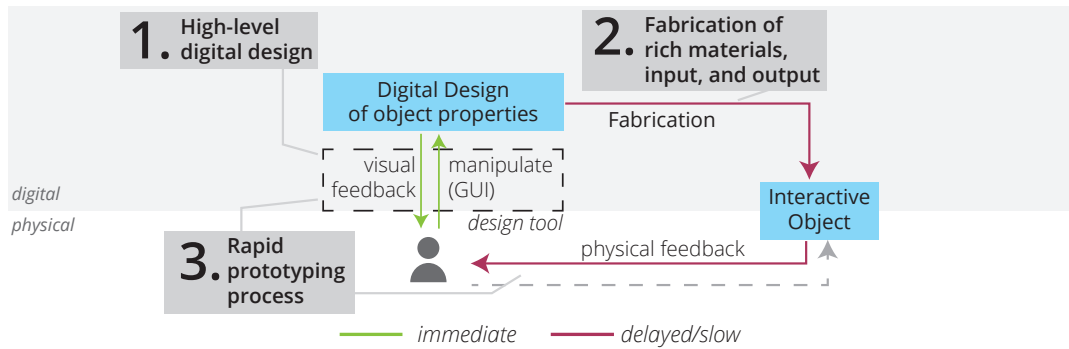 1. High-level
digital design
2. Fabrication of
rich materials,
input, and output
Digital Design
of object properties
Fabrication
visual
feedback
manipulate
(GUI)
digital
physical
design tool
Interactive
Object
3. Rapid
prototyping
process
physical feedback
immediate
delayed/slow